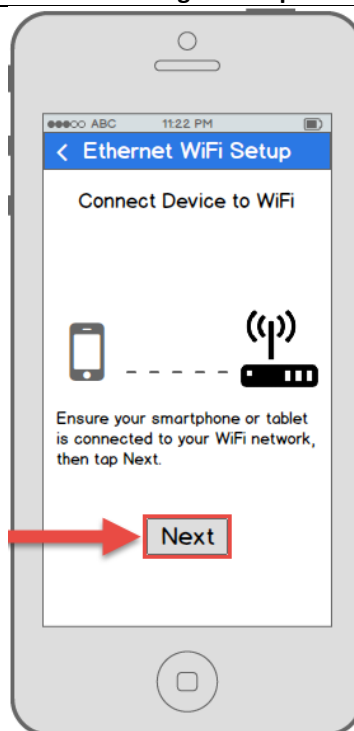 ABC 11:22 PM
< Ethernet WiFi Setup
Connect Device to WiFi
Ensure your smartphone or tablet
is connected to your WiFi network,
then tap Next.
Next